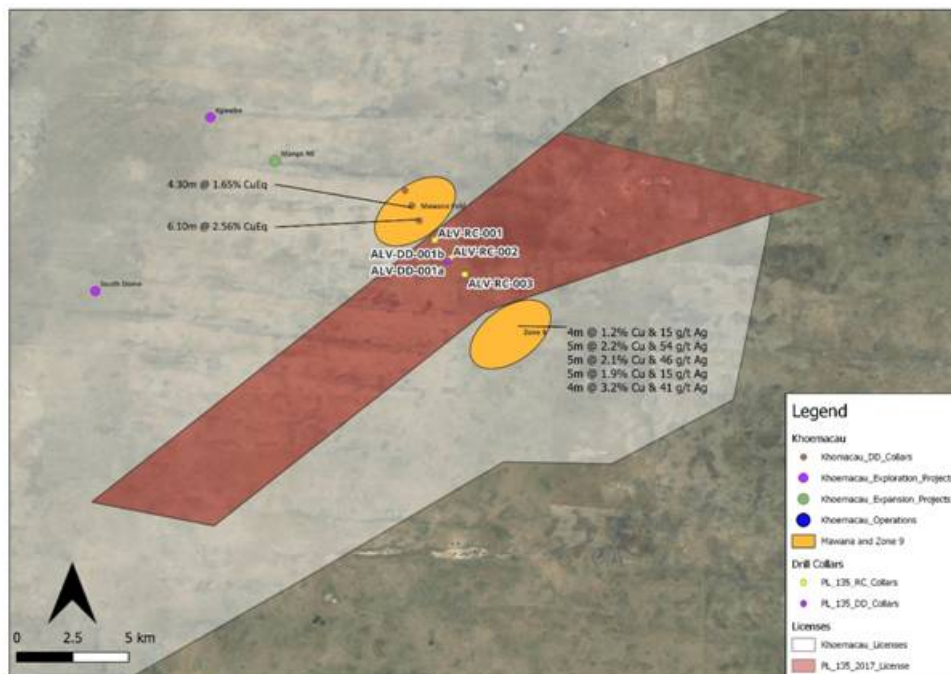 Mango NE
4.30m @ 1.65% CuEq
6.10m @ 2.56% CuEq
ALV-RC-001
ALV-DD-001b
ALV-RC-002
ALV-DD-001a
ALV-RC-003
South Dome
Zone 9
4m @ 1.2% Cu & 15 g/t Ag
5m @ 2.2% Cu & 54 g/t Ag
5m @ 2.1% Cu & 46 g/t Ag
5m @ 1.9% Cu & 15 g/t Ag
4m @ 3.2% Cu & 41 g/t Ag
Legend
Khoemacau
Khomacau_DD_Collars
Khoemacau_Exploration_Projects
Khoemacau_Expansion_Projects
Khoemacau_Operations
Mawana and Zone 9
Drill Collars
PL_135_RC_Collars
PL_135_DD_Collars
Licenses
Khoemacau_Licenses
PL_135_2017_License
0 2.5 5 km